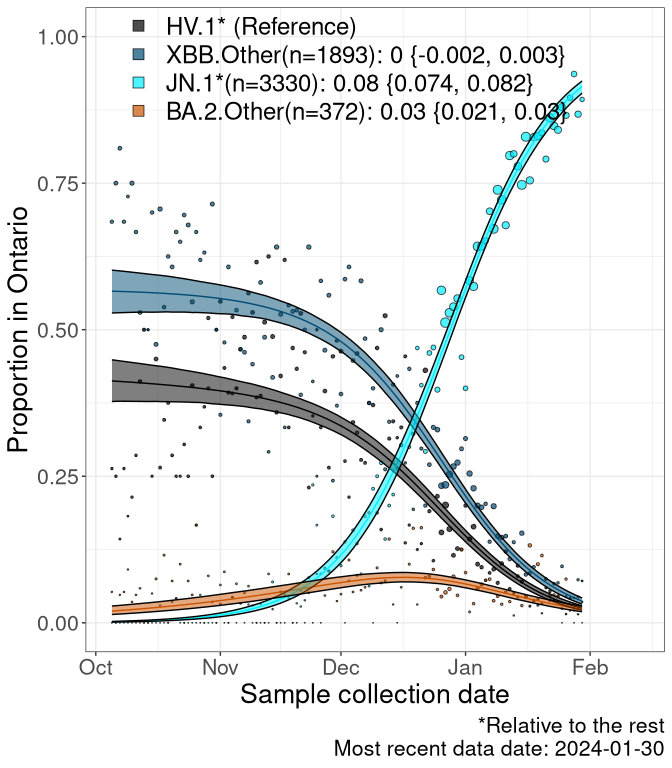 HV.1* (Reference)
XBB.Other(n=1893): 0 {-0.002, 0.003}
JN.1*(n=3330): 0.08 {0.074, 0.082}
BA.2.Other(n=372): 0.03 {0.021, 0.03}
1.00
0.75
0.50
0.25
0.00
Proportion in Ontario
Oct Nov Dec Jan Feb
Sample collection date
*Relative to the rest
Most recent data date: 2024-01-30